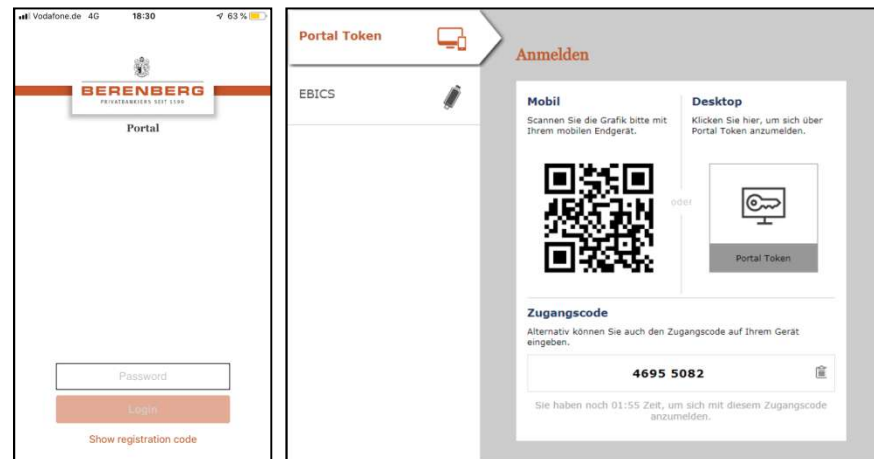 Vodafone.de 4G 18:30 63 %
BERENBERG
PRIVATBANKIERS SEIT 1590
Portal
Password
Login
Show registration code
Portal Token
EBICS
Anmelden
Mobil
Scannen Sie die Grafik bitte mit
Ihrem mobilen Endgerät.
oder
Desktop
Klicken Sie hier, um sich über
Portal Token anzumelden.
Portal Token
Zugangscode
Alternativ können Sie auch den Zugangscode auf Ihrem Gerät
eingeben.
4695 5082
Sie haben noch 01:55 Zeit, um sich mit diesem Zugangscode
anzumelden.